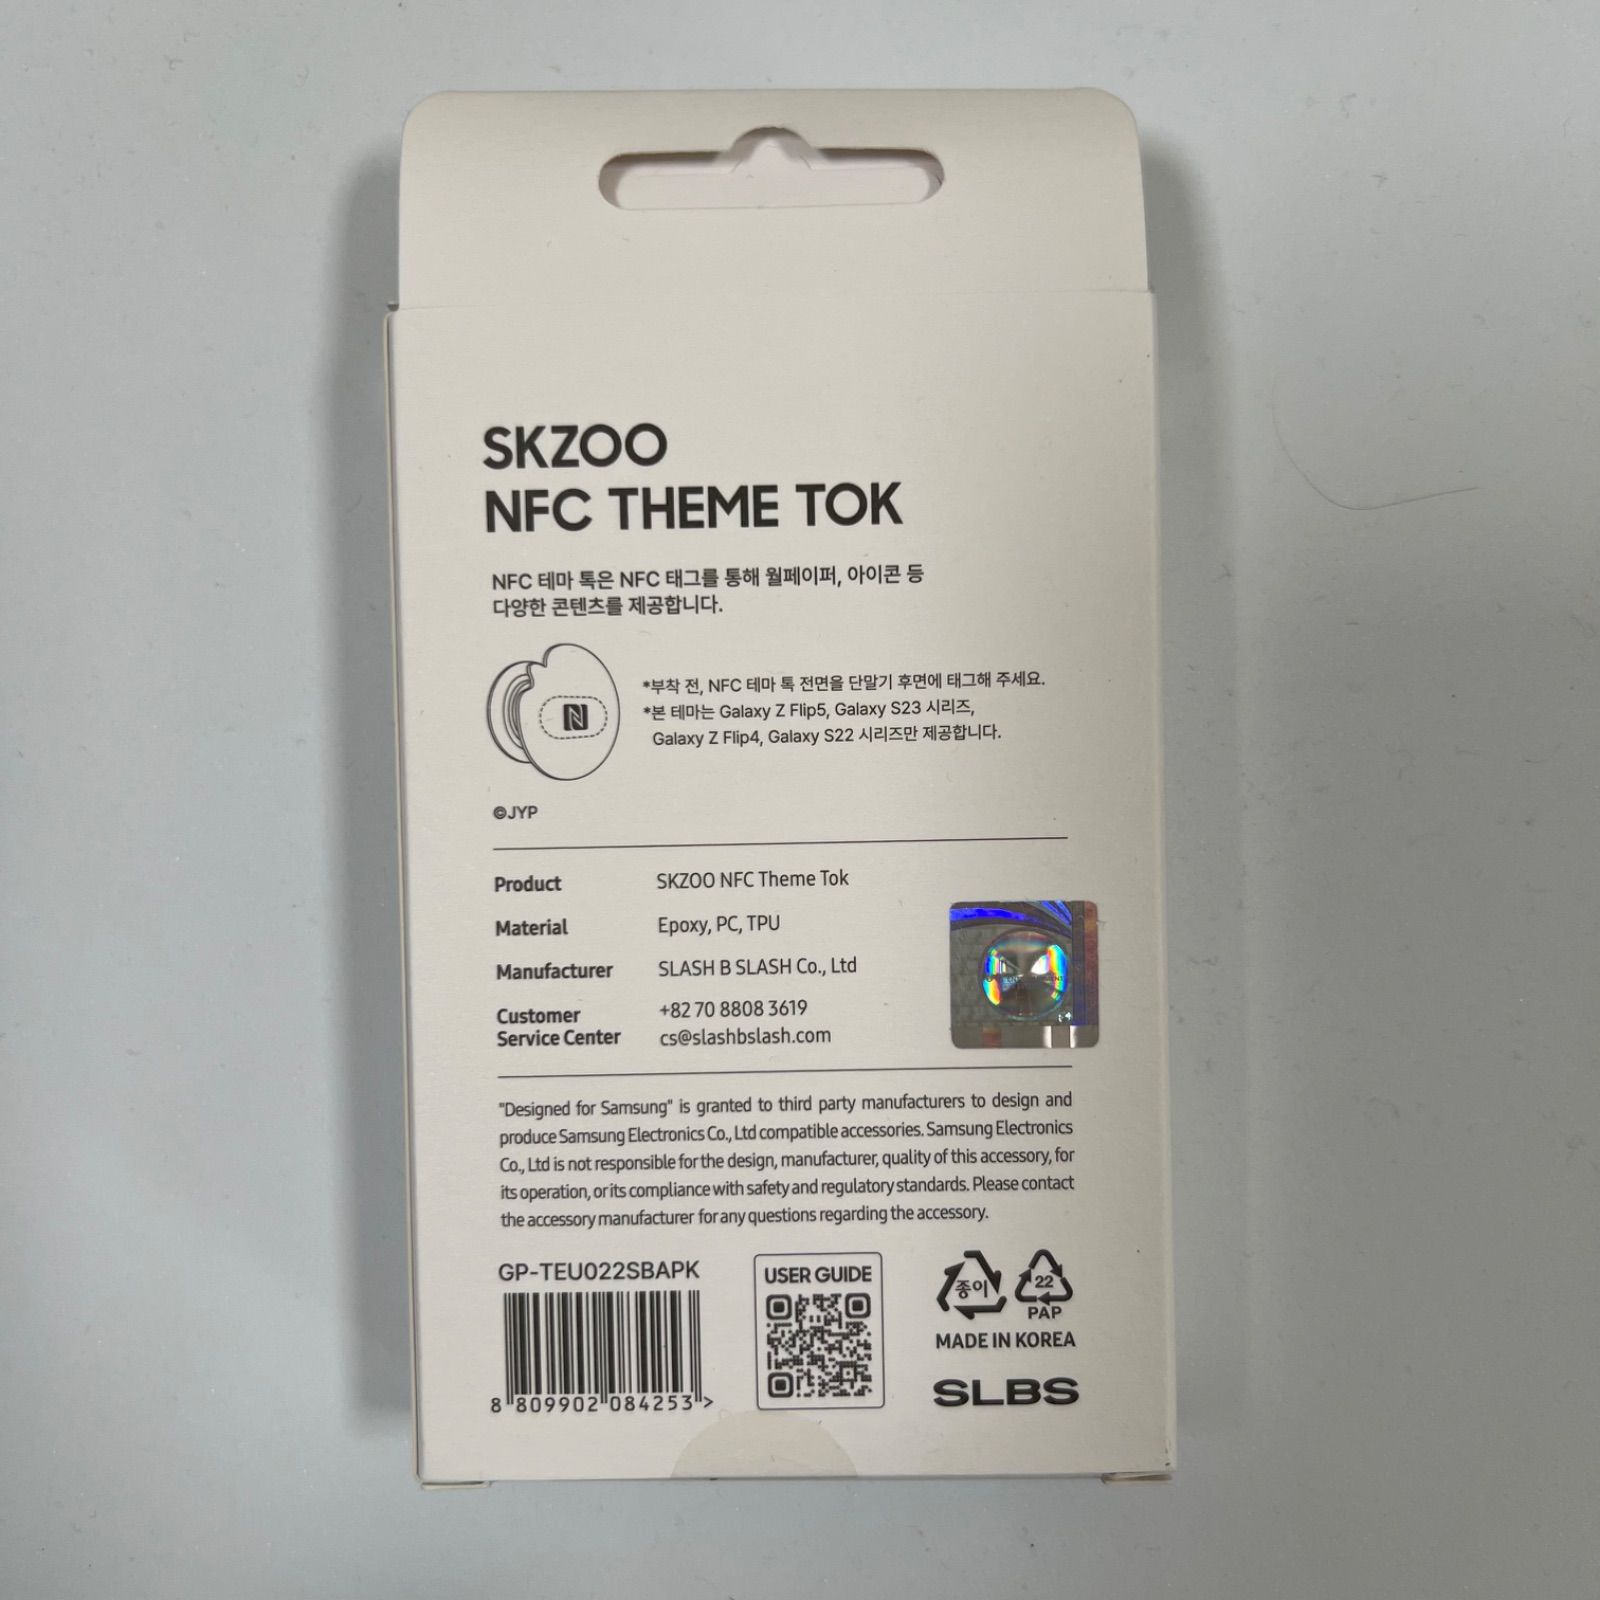 SKZOO
NFC THEME TOK
NFC 테마 톡은 NFC 태그를 통해 월페이퍼, 아이콘 등
다양한 콘텐츠를 제공합니다.
*부착 전, NFC 테마 톡 전면을 단말기 후면에 태그해 주세요.
*본 테마는 Galaxy Z Flip5, Galaxy S23 시리즈,
Galaxy Z Flip4, Galaxy S22 시리즈만 제공합니다.
©JYP
Product SKZOO NFC Theme Tok
Material Epoxy, PC, TPU
Manufacturer SLASH B SLASH Co., Ltd
Customer +82 70 8808 3619
Service Center cs@slashbslash.com
"Designed for Samsung" is granted to third party manufacturers to design and
produce Samsung Electronics Co., Ltd compatible accessories. Samsung Electronics
Co., Ltd is not responsible for the design, manufacturer, quality of this accessory, for
its operation, or its compliance with safety and regulatory standards. Please contact
the accessory manufacturer for any questions regarding the accessory.
GP-TEU022SBAPK
8 809902 084253 >
USER GUIDE
종이
22
PAP
MADE IN KOREA
SLBS